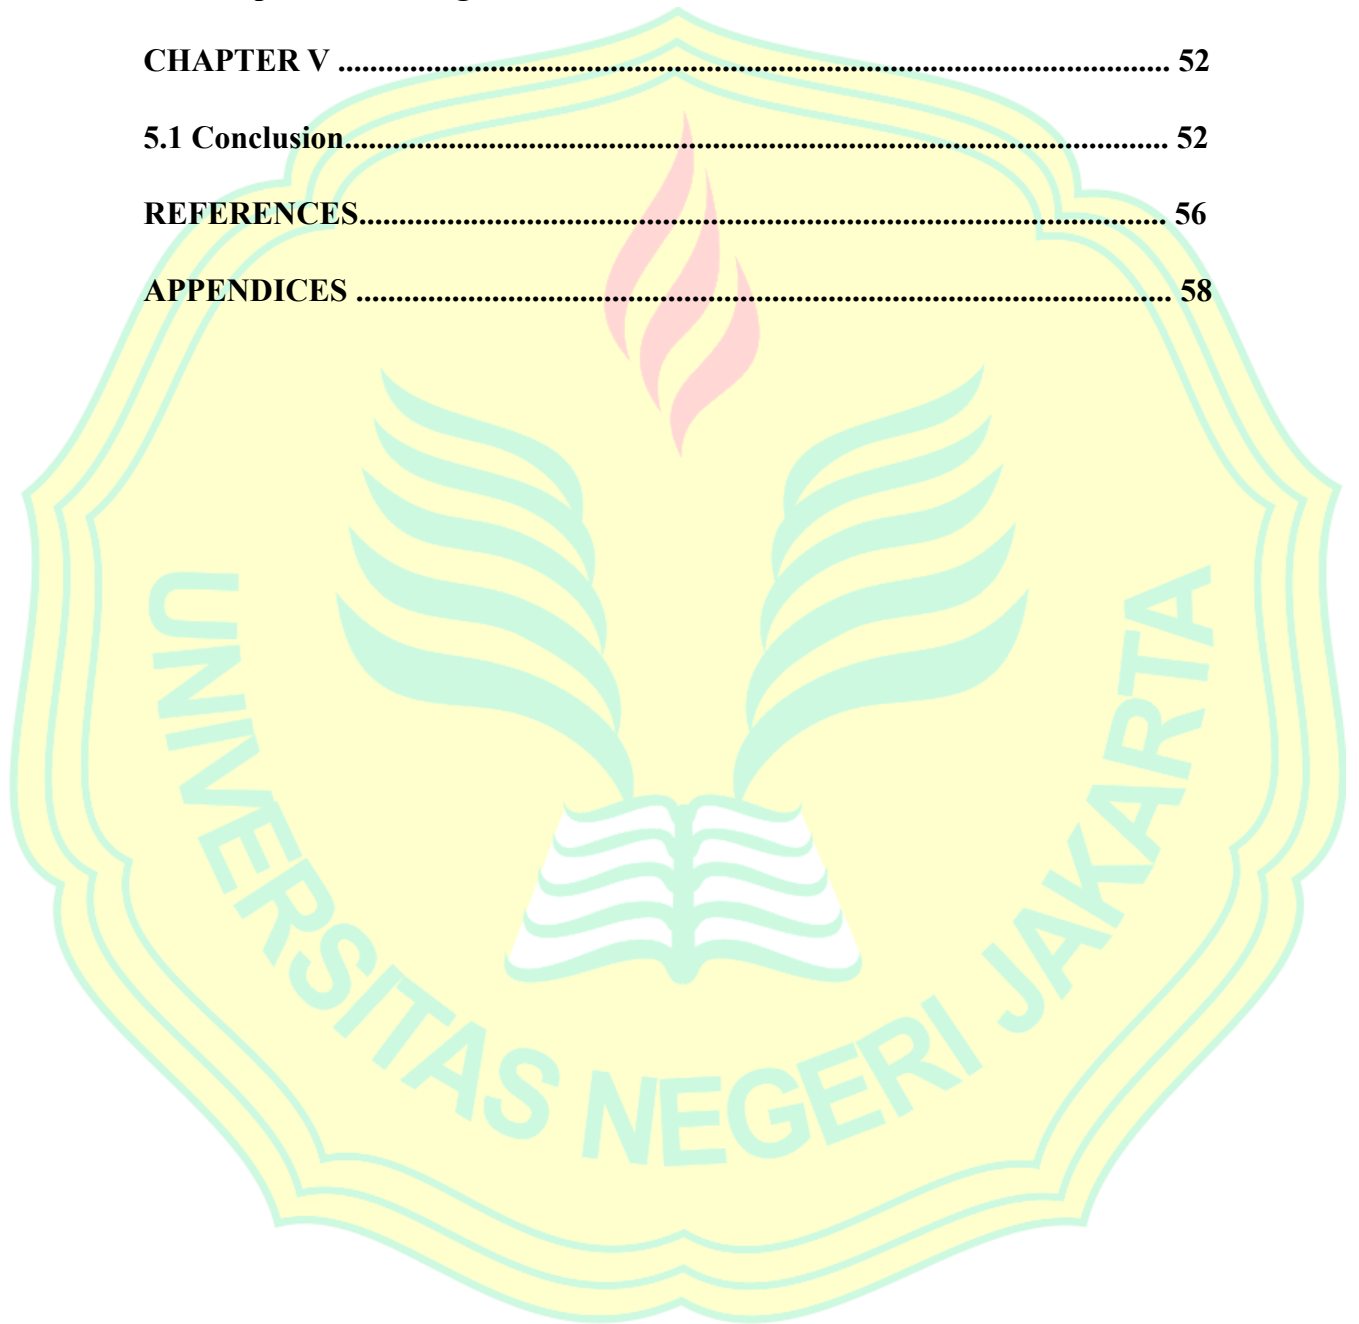 CHAPTER V ........................................................................................................ 52
5.1 Conclusion....................................................................................................... 52
REFERENCES..................................................................................................... 56
APPENDICES ...................................................................................................... 58
UNIVERSITAS NEGERI JAKARTA